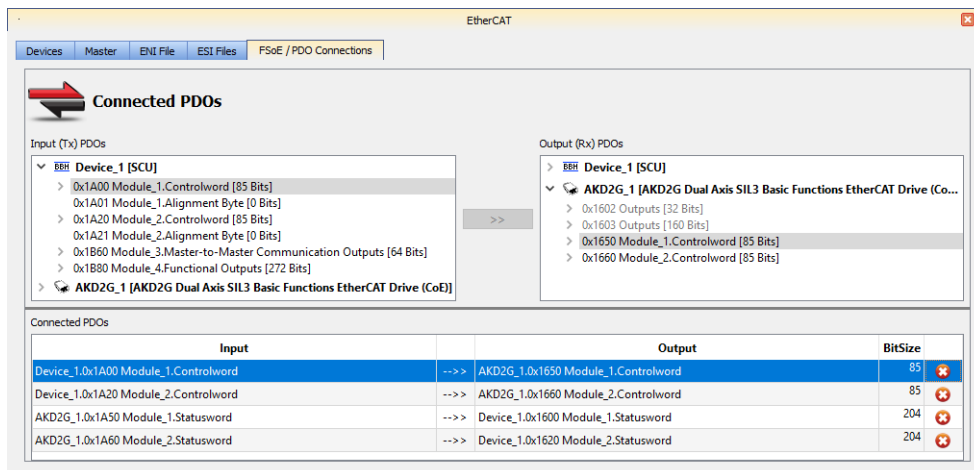 EtherCAT
Devices Master ENI File ESI Files FSoE / PDO Connections
Connected PDOs
Input (Tx) PDOs
BBH Device_1 [SCU]
0x1A00 Module_1.Controlword [85 Bits]
0x1A01 Module_1.Alignment Byte [0 Bits]
0x1A20 Module_2.Controlword [85 Bits]
0x1A21 Module_2.Alignment Byte [0 Bits]
0x1B60 Module_3.Master-to-Master Communication Outputs [64 Bits]
0x1B80 Module_4.Functional Outputs [272 Bits]
AKD2G_1 [AKD2G Dual Axis SIL3 Basic Functions EtherCAT Drive (CoE)]
>>
Output (Rx) PDOs
BBH Device_1 [SCU]
AKD2G_1 [AKD2G Dual Axis SIL3 Basic Functions EtherCAT Drive (Co...
0x1602 Outputs [32 Bits]
0x1603 Outputs [160 Bits]
0x1650 Module_1.Controlword [85 Bits]
0x1660 Module_2.Controlword [85 Bits]
Connected PDOs
Input Output BitSize
Device_1.0x1A00 Module_1.Controlword -->> AKD2G_1.0x1650 Module_1.Controlword 85
Device_1.0x1A20 Module_2.Controlword -->> AKD2G_1.0x1660 Module_2.Controlword 85
AKD2G_1.0x1A50 Module_1.Statusword -->> Device_1.0x1600 Module_1.Statusword 204
AKD2G_1.0x1A60 Module_2.Statusword -->> Device_1.0x1620 Module_2.Statusword 204